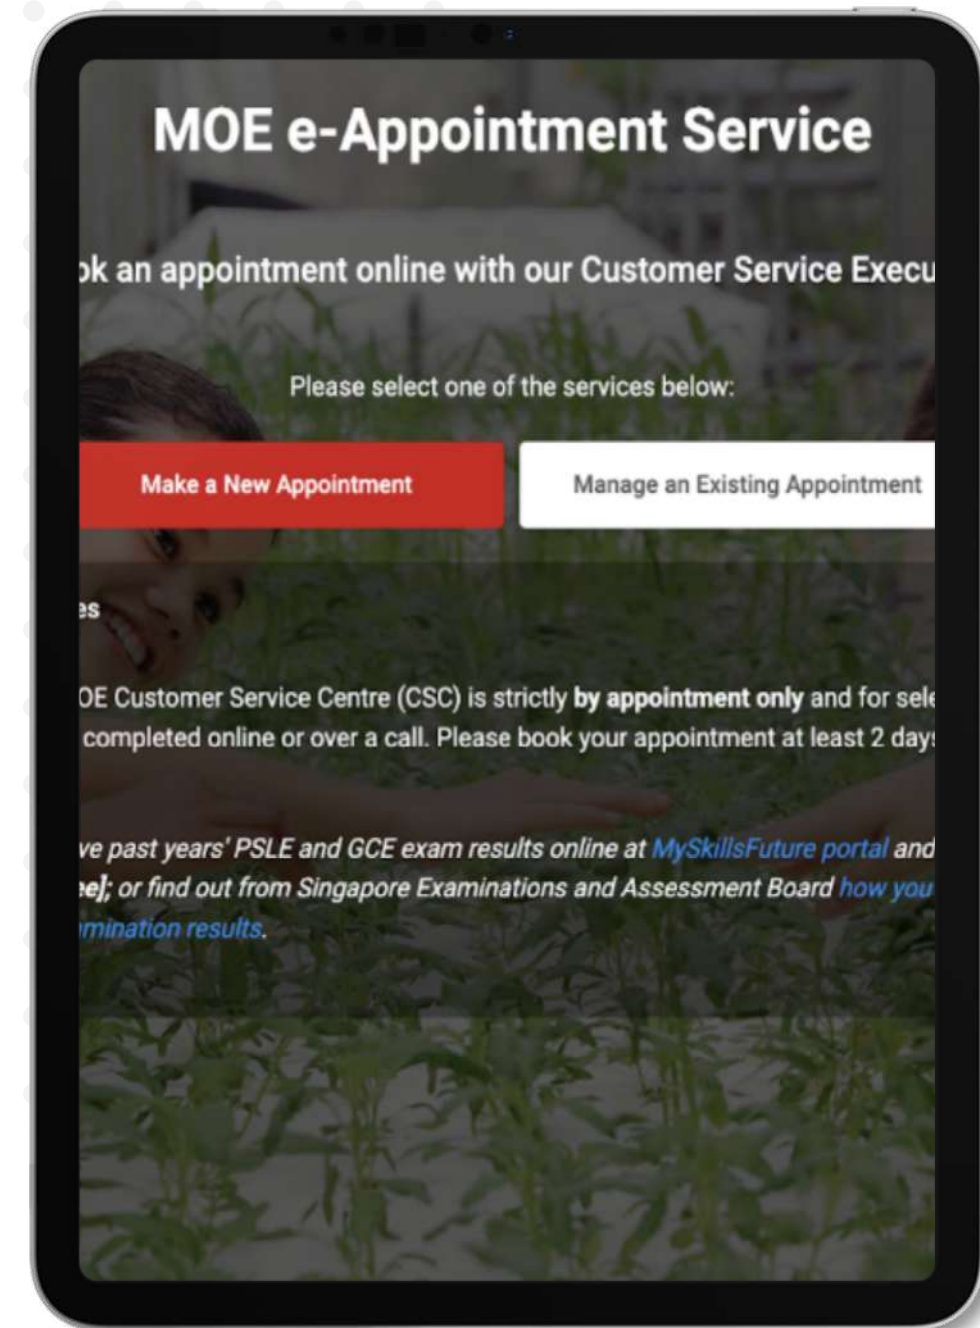 MOE e-Appointment Service
ok an appointment online with our Customer Service Execu
Please select one of the services below:
Make a New Appointment
Manage an Existing Appointment
es
OE Customer Service Centre (CSC) is strictly by appointment only and for sele
completed online or over a call. Please book your appointment at least 2 days
ve past years' PSLE and GCE exam results online at MySkillsFuture portal and
ee]; or find out from Singapore Examinations and Assessment Board how you
mination results.